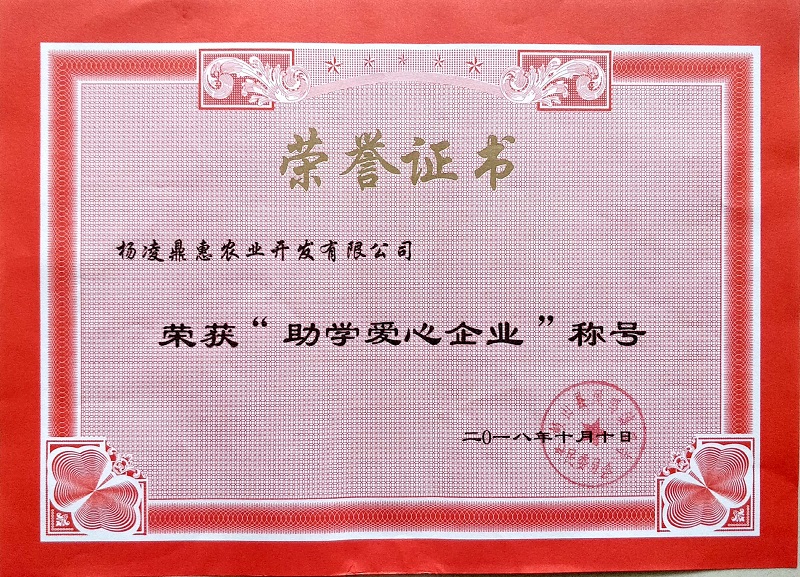 荣誉证书
杨凌鼎惠农业开发有限公司
荣获“助学爱心企业”称号
二〇一八年十月十日